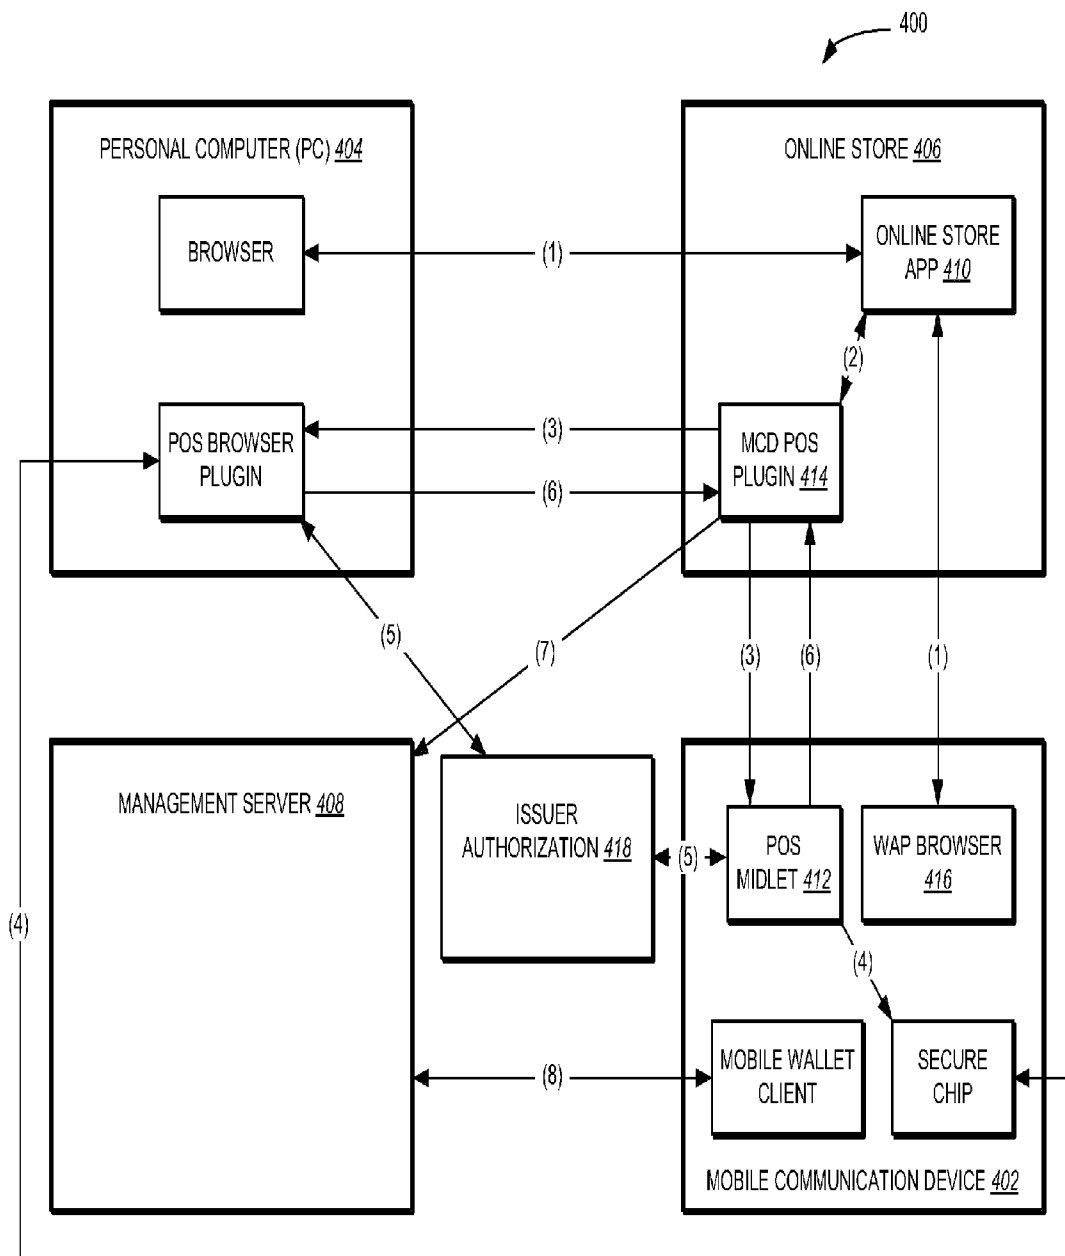 400
PERSONAL COMPUTER (PC) 404
ONLINE STORE 406
BROWSER
(1)
ONLINE STORE
APP 410
(2)
POS BROWSER
PLUGIN
(3)
(6)
MCD POS
PLUGIN 414
(5)
(7)
(3)
(6)
(1)
MANAGEMENT SERVER 408
ISSUER
AUTHORIZATION 418
(5)
POS
MIDLET 412
WAP BROWSER
416
(4)
(4)
(8)
MOBILE WALLET
CLIENT
SECURE
CHIP
MOBILE COMMUNICATION DEVICE 402